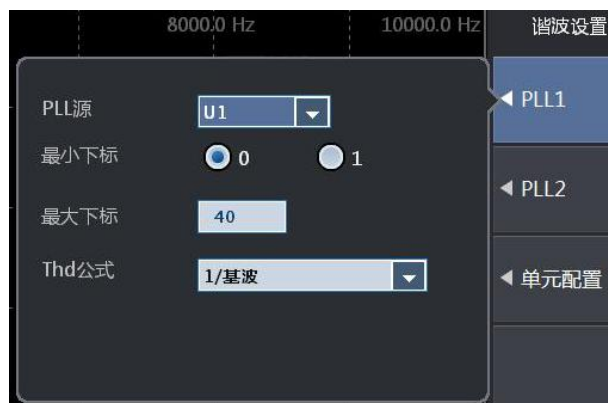 8000.0 Hz
10000.0 Hz
谐波设置
PLL源
U1
PLL1
最小下标
0
1
PLL2
最大下标
40
Thd公式
1/基波
单元配置